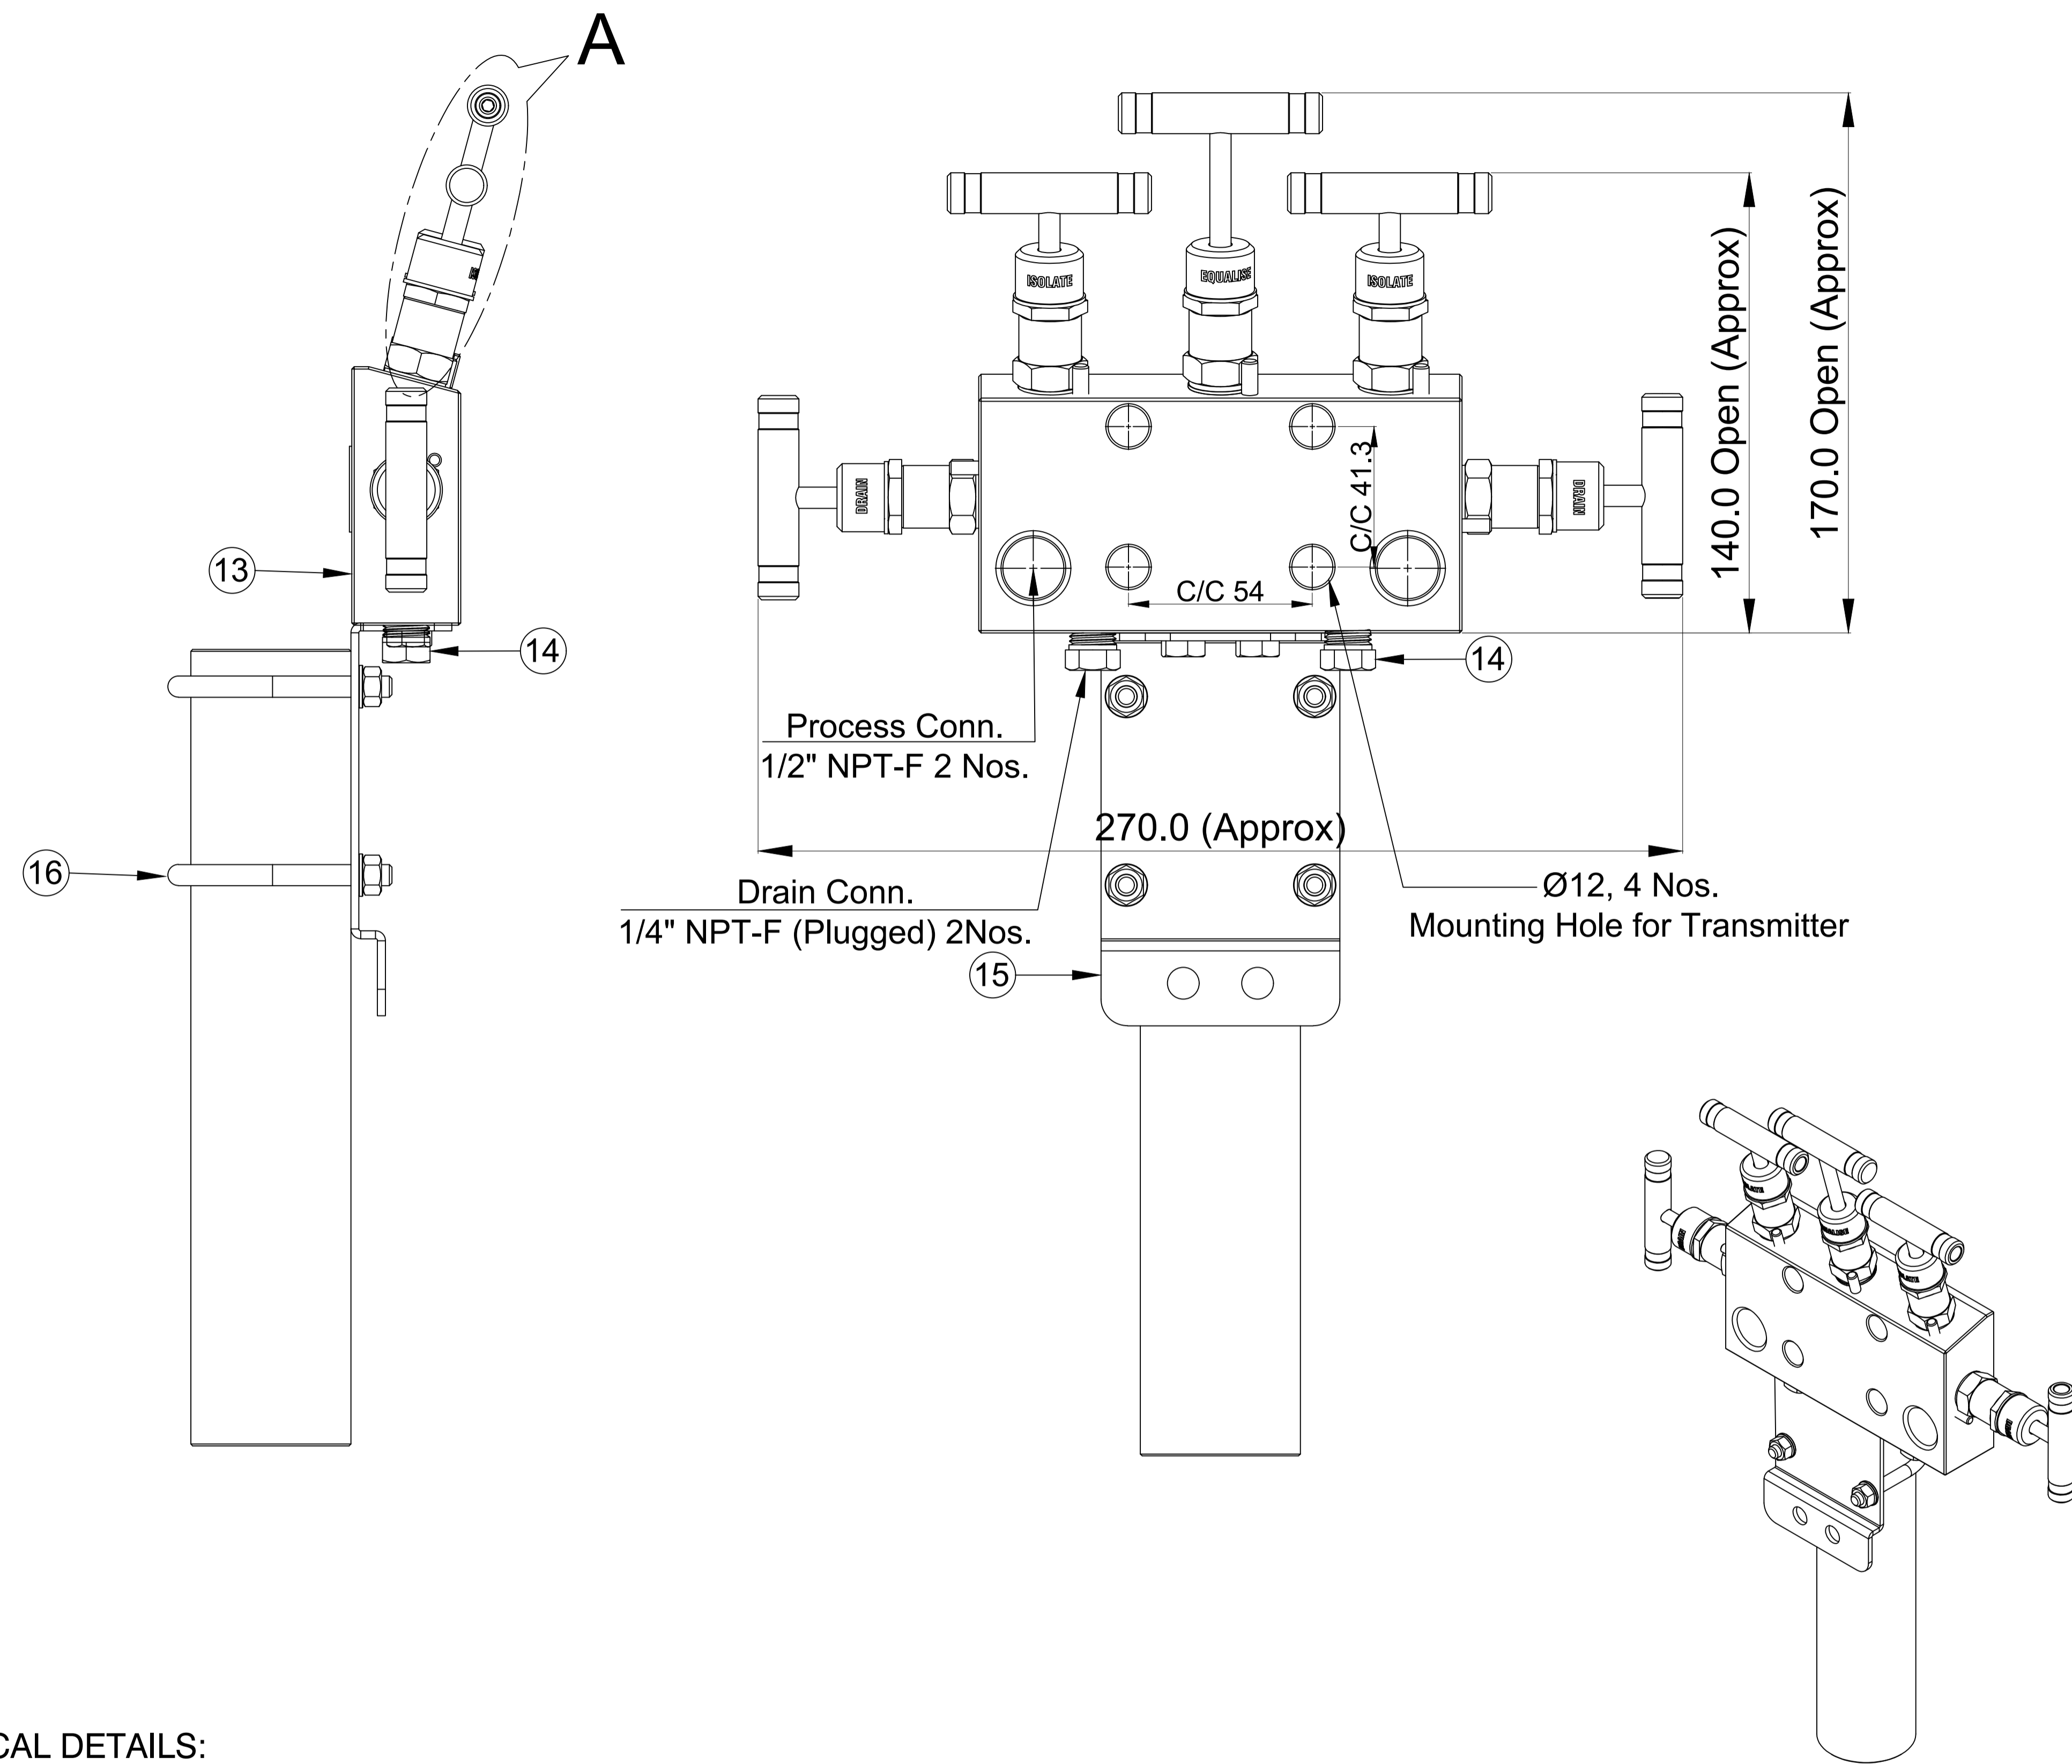 A
ISOLATE
EQUALISE
ISOLATE
DRAIN
DRAIN
C/C 41.3
C/C 54
140.0 Open (Approx)
170.0 Open (Approx)
13
14
14
Process Conn.
1/2" NPT-F 2 Nos.
270.0 (Approx)
16
Drain Conn.
1/4" NPT-F (Plugged) 2Nos.
Ø12, 4 Nos.
Mounting Hole for Transmitter
15
CAL DETAILS: